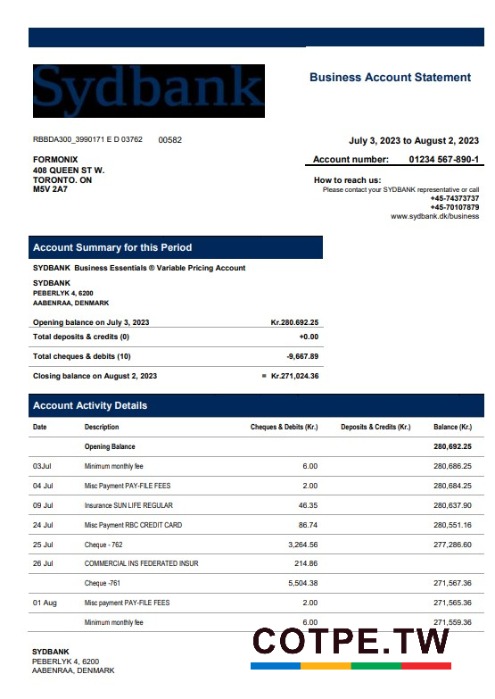 Sydbank
Business Account Statement
RBBDA300_3990171 E D 03762 00582
July 3, 2023 to August 2, 2023
FORMONIX
408 QUEEN ST W.
TORONTO. ON
M5V 2A7
Account number: 01234 567-890-1
How to reach us:
Please contact your SYDBANK representative or call
+45-74373737
+45-70107879
www.sydbank.dk/business
Account Summary for this Period
SYDBANK Business Essentials ® Variable Pricing Account
SYDBANK
PEBERLYK 4, 6200
AABENRAA, DENMARK
Opening balance on July 3, 2023 Kr.280.692.25
Total deposits & credits (0) +0.00
Total cheques & debits (10) -9,667.89
Closing balance on August 2, 2023 = Kr.271,024.36
Account Activity Details
Date Description Cheques & Debits (Kr.) Deposits & Credits (Kr.) Balance (Kr.)
Opening Balance 280,692.25
03Jul Minimum monthly fee 6.00 280,686.25
04 Jul Misc Payment PAY-FILE FEES 2.00 280,684.25
09 Jul Insurance SUN LIFE REGULAR 46.35 280,637.90
24 Jul Misc Payment RBC CREDIT CARD 86.74 280,551.16
25 Jul Cheque - 762 3,264.56 277,286.60
26 Jul COMMERCIAL INS FEDERATED INSUR 214.86
Cheque -761 5,504.38 271,567.36
01 Aug Misc payment PAY-FILE FEES 2.00 271,565.36
Minimum monthly fee 6.00 271,559.36
COTPE.TW
SYDBANK
PEBERLYK 4, 6200
AABENRAA, DENMARK